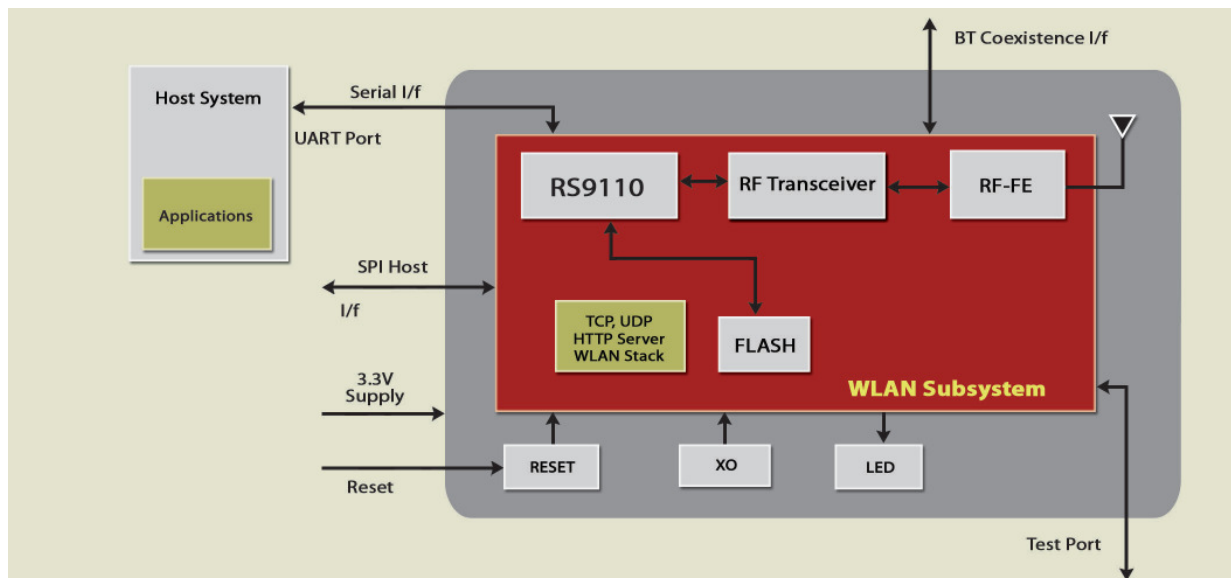 BT Coexistence I/f
Host System
Serial I/f
UART Port
Applications
RS9110
RF Transceiver
RF-FE
SPI Host
I/f
TCP, UDP
HTTP Server
WLAN Stack
FLASH
WLAN Subsystem
3.3V
Supply
RESET
XO
LED
Reset
Test Port